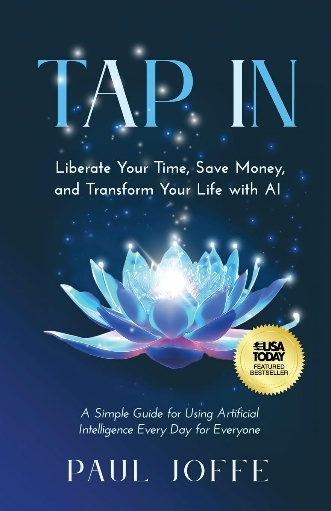 TAP IN
Liberate Your Time, Save Money,
and Transform Your Life with AI
USA
TODAY
FEATURED
BESTSELLER
A Simple Guide for Using Artificial
Intelligence Every Day for Everyone
PAUL JOFFE